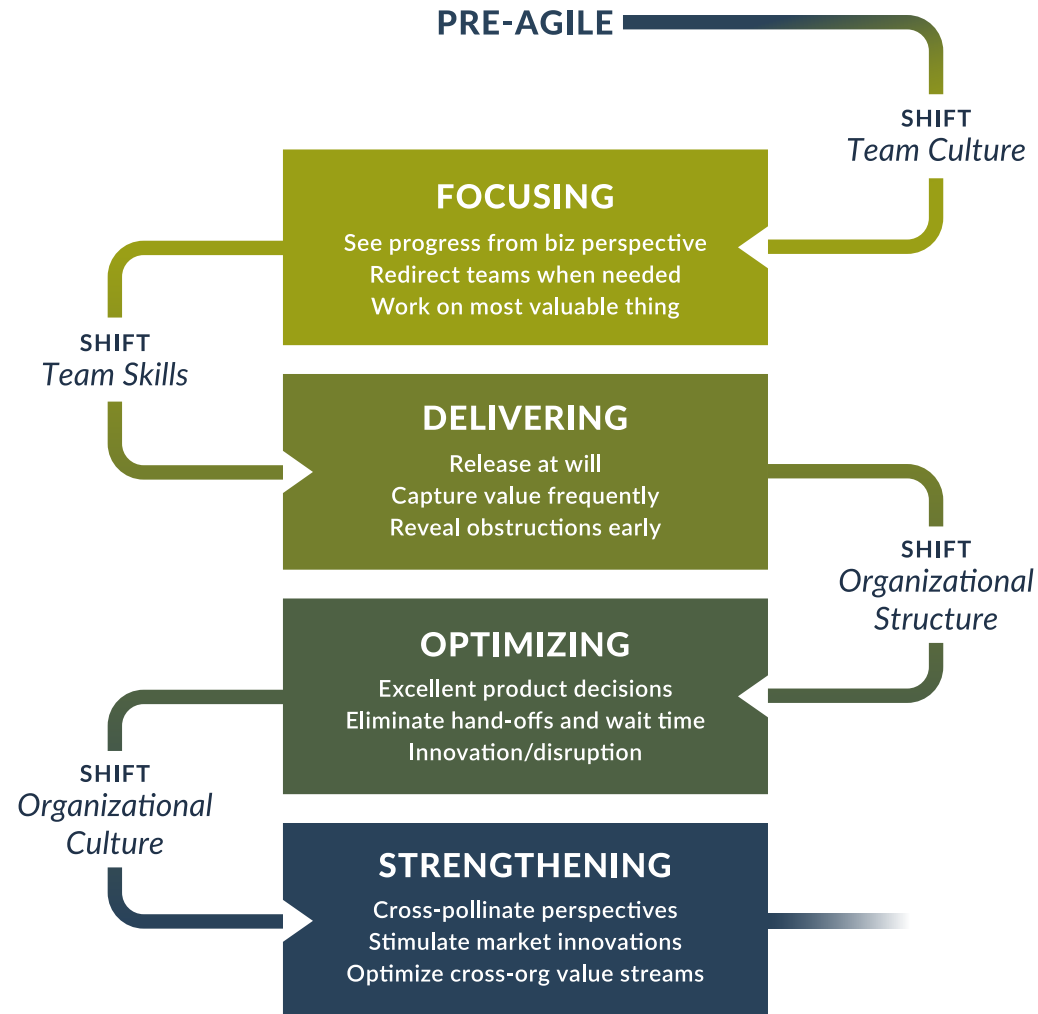 PRE-AGILE
SHIFT
Team Culture
FOCUSING
See progress from biz perspective
Redirect teams when needed
Work on most valuable thing
SHIFT
Team Skills
DELIVERING
Release at will
Capture value frequently
Reveal obstructions early
SHIFT
Organizational
Structure
OPTIMIZING
Excellent product decisions
Eliminate hand-offs and wait time
Innovation/disruption
SHIFT
Organizational
Culture
STRENGTHENING
Cross-pollinate perspectives
Stimulate market innovations
Optimize cross-org value streams